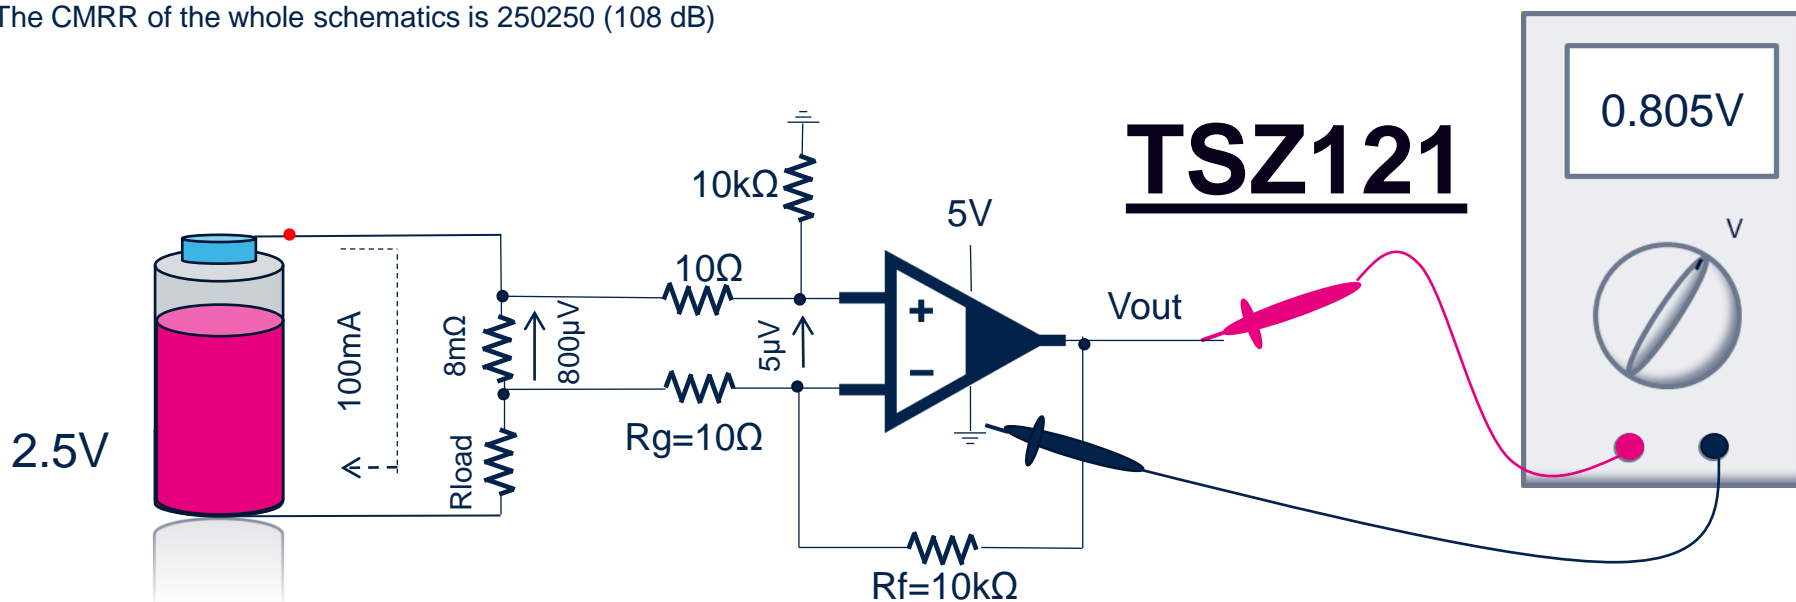 The CMRR of the whole schematics is 250250 (108 dB)
0.805V
TSZ121
V
10kΩ
5V
10Ω
Vout
+
800µV
5µV
8mΩ
100mA
−
Rg=10Ω
2.5V
Rload
Rf=10kΩ